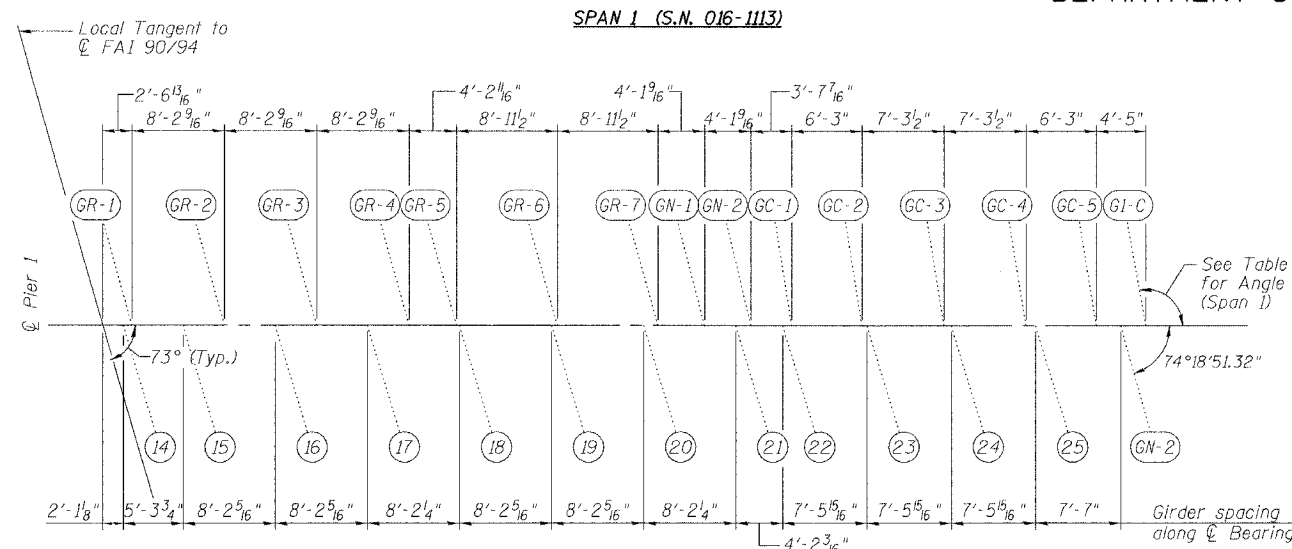 SPAN 1 (S.N. 016-1113)
Local Tangent to
℄ FAI 90/94
2'-6 13/16"
4'-2 11/16"
4'-1 9/16"
3'-7 7/16"
8'-2 9/16"
8'-2 9/16"
8'-2 9/16"
8'-11 1/2"
8'-11 1/2"
4'-1 9/16"
6'-3"
7'-3 1/2"
7'-3 1/2"
6'-3"
4'-5"
GR-1
GR-2
GR-3
GR-4
GR-5
GR-6
GR-7
GN-1
GN-2
GC-1
GC-2
GC-3
GC-4
GC-5
G1-C
See Table
for Angle
(Span 1)
℄ Pier 1
73° (Typ.)
74°18'51.32"
14
15
16
17
18
19
20
21
22
23
24
25
GN-2
2'-1 1/8"
5'-3 3/4"
8'-2 5/16"
8'-2 5/16"
8'-2 1/4"
8'-2 5/16"
8'-2 5/16"
8'-2 1/4"
7'-5 15/16"
7'-5 15/16"
7'-5 15/16"
7'-7"
Girder spacing
along ℄ Bearing
4'-2 3/16"